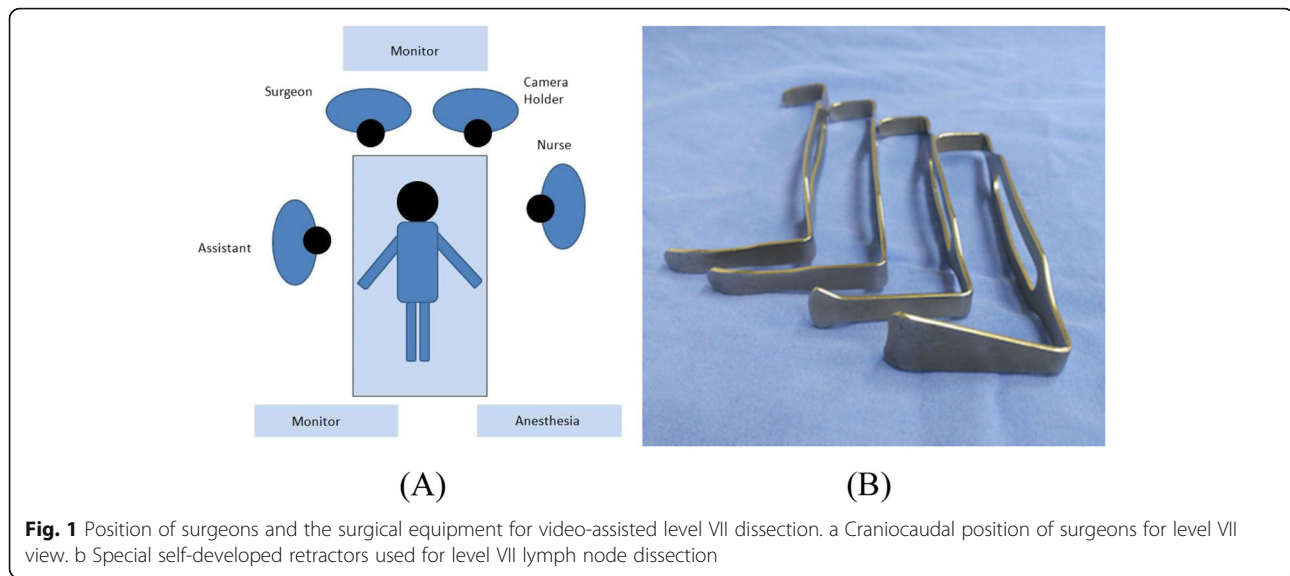 Monitor
Surgeon
Camera
Holder
Nurse
Assistant
Monitor
Anesthesia
(A)
(B)
Fig. 1 Position of surgeons and the surgical equipment for video-assisted level VII dissection. a Craniocaudal position of surgeons for level VII
view. b Special self-developed retractors used for level VII lymph node dissection